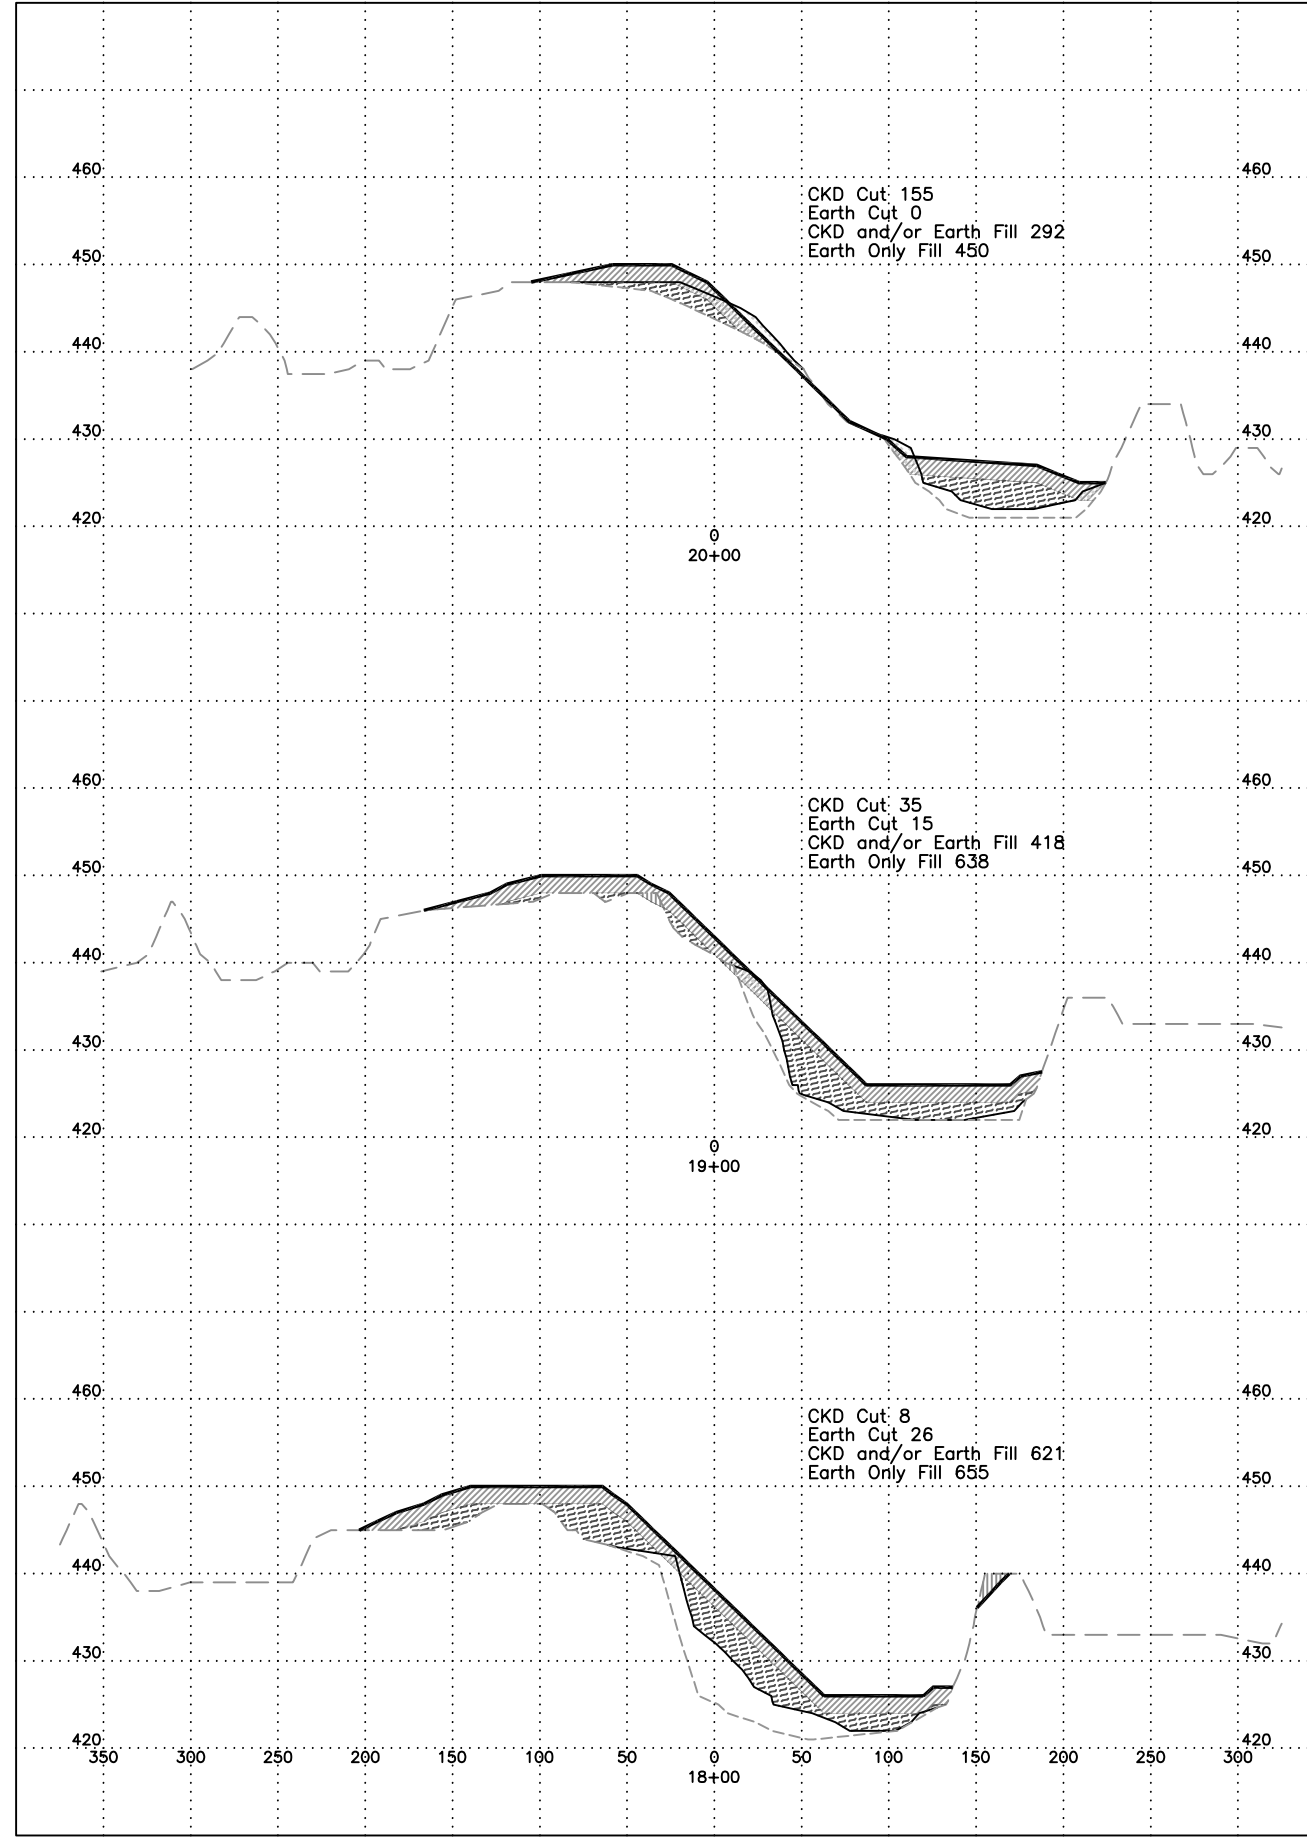 460 460
CKD Cut 155
Earth Cut 0
CKD and/or Earth Fill 292
Earth Only Fill 450
450 450
440 440
430 430
420 420
0
20+00
460 460
CKD Cut 35
Earth Cut 15
CKD and/or Earth Fill 418
Earth Only Fill 638
450 450
440 440
430 430
420 420
0
19+00
460 460
CKD Cut 8
Earth Cut 26
CKD and/or Earth Fill 621
Earth Only Fill 655
450 450
440 440
430 430
420 420
350 300 250 200 150 100 50 0 50 100 150 200 250 300
18+00